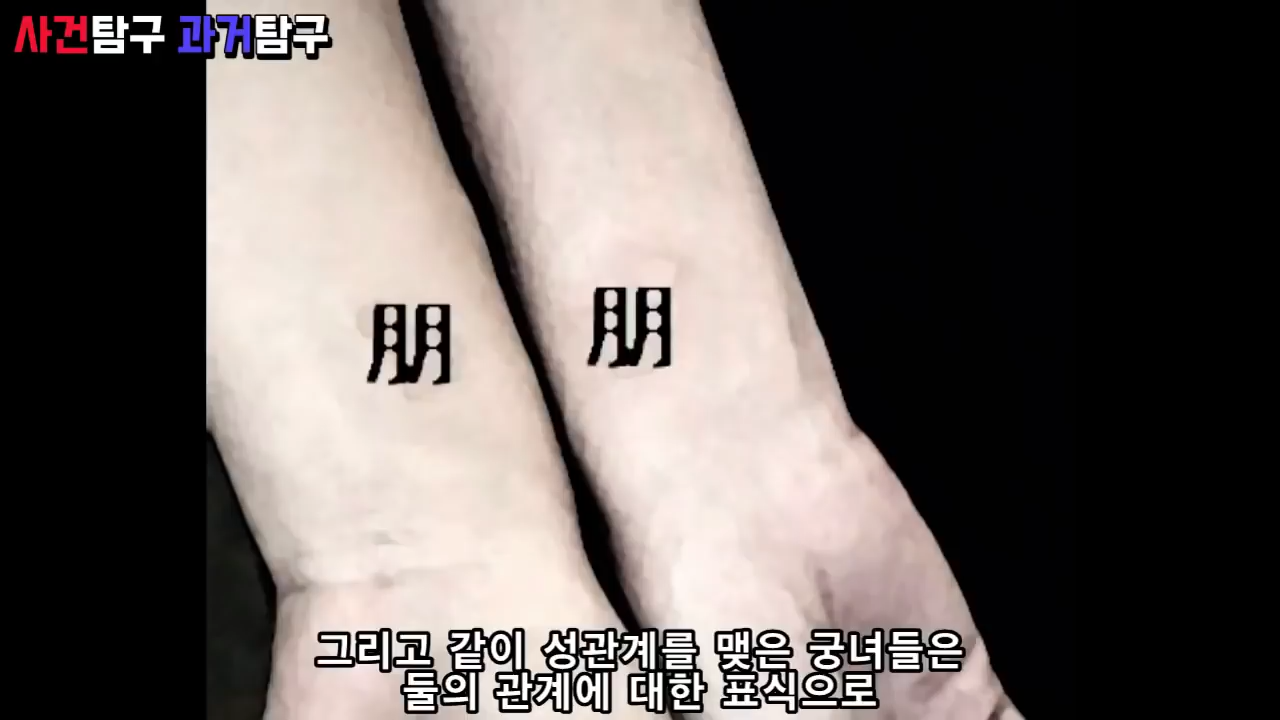 사건탐구 과거탐구
朋 朋
그리고 같이 성관계를 맺은 궁녀들은
둘의 관계에 대한 표식으로